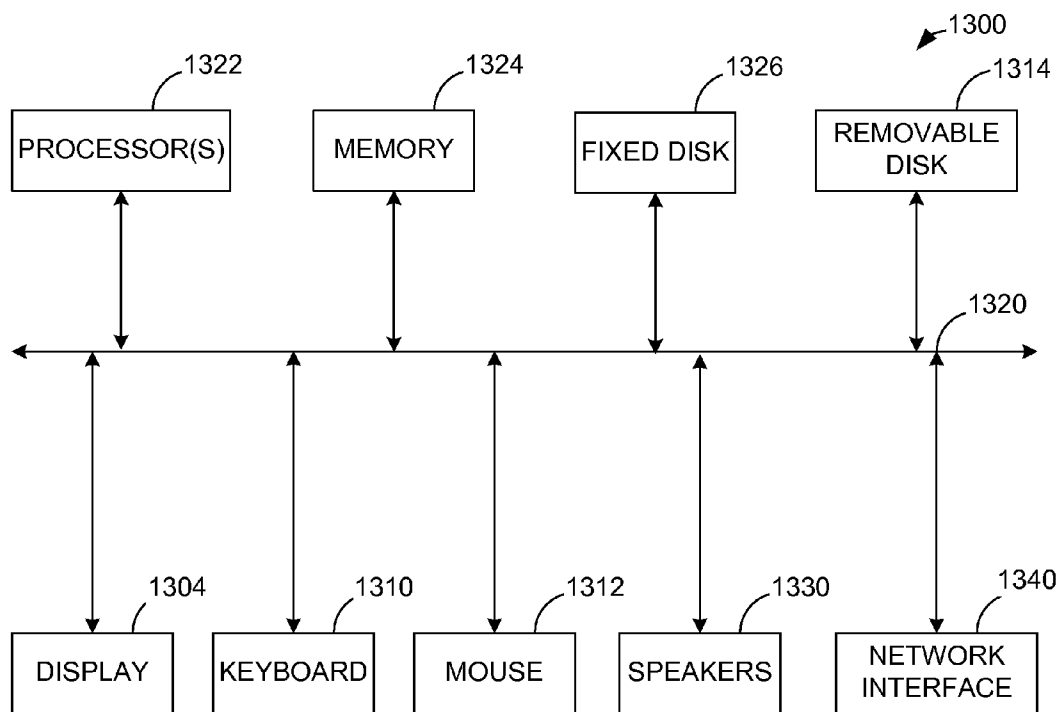 1300
1322
1324
1326
1314
PROCESSOR(S)
MEMORY
FIXED DISK
REMOVABLE
DISK
1320
1304
1310
1312
1330
1340
DISPLAY
KEYBOARD
MOUSE
SPEAKERS
NETWORK
INTERFACE